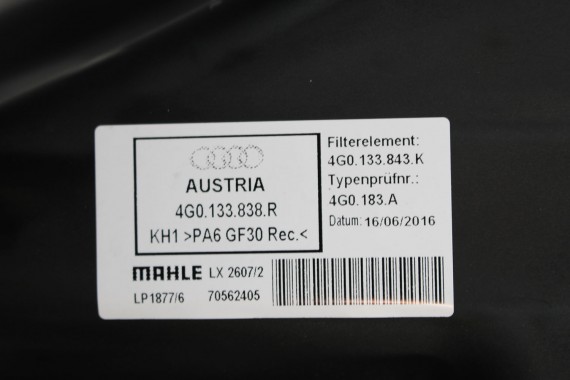 AUSTRIA
4G0.133.838.R
KH1 >PA6 GF30 Rec.<
Filterelement:
4G0.133.843.K
Typenprüfnr.:
4G0.183.A
Datum: 16/06/2016
MAHLE LX 2607/2
LP1877/6 70562405